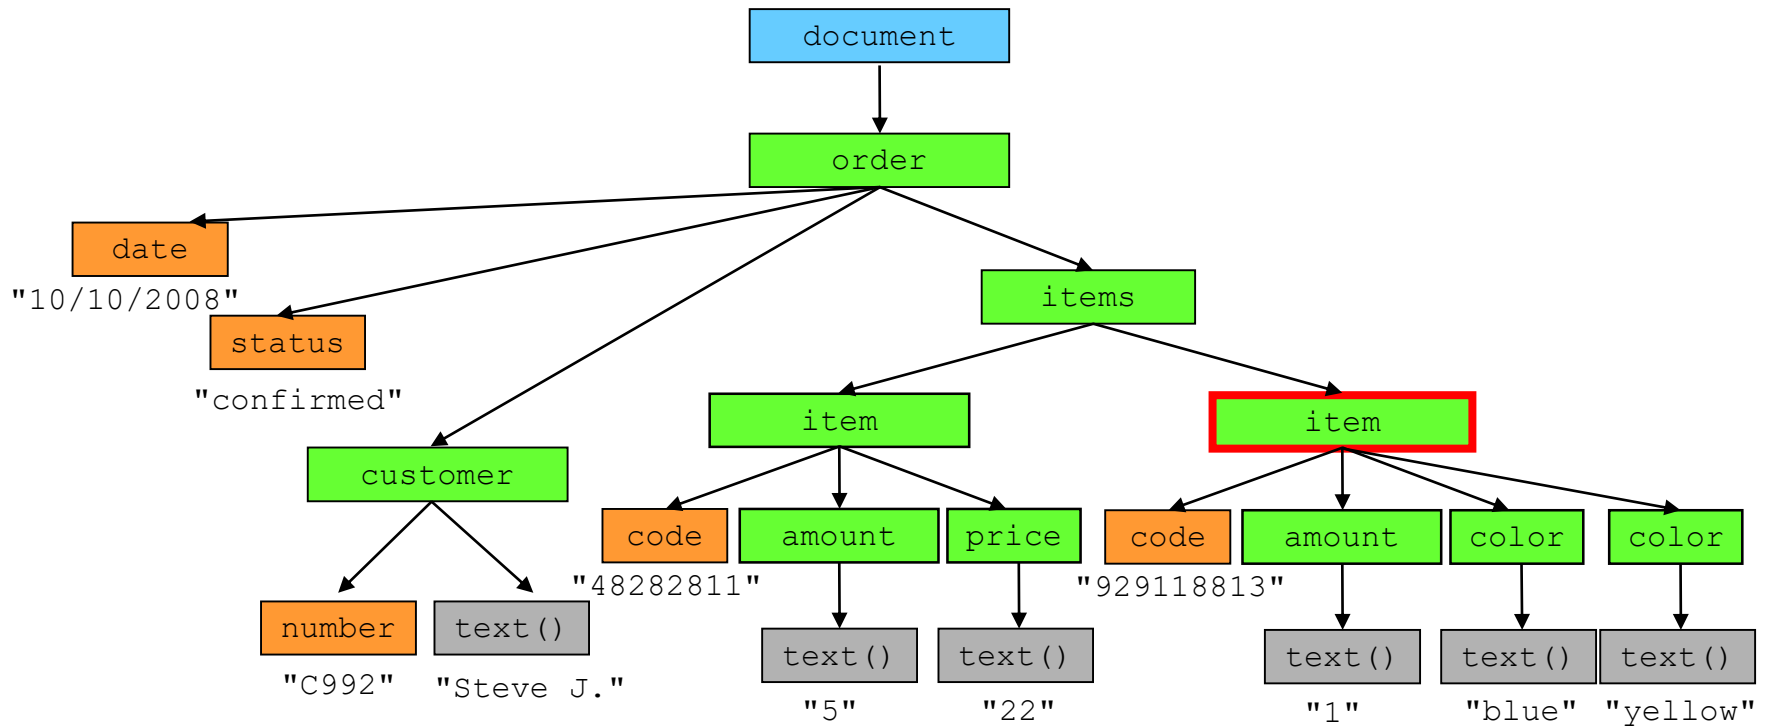 document
order
date
"10/10/2008"
items
status
"confirmed"
item
item
customer
code
amount
price
code
amount
color
color
"48282811"
"929118813"
number
text()
text()
text()
text()
text()
text()
"C992"
"Steve J."
"5"
"22"
"1"
"blue"
"yellow"